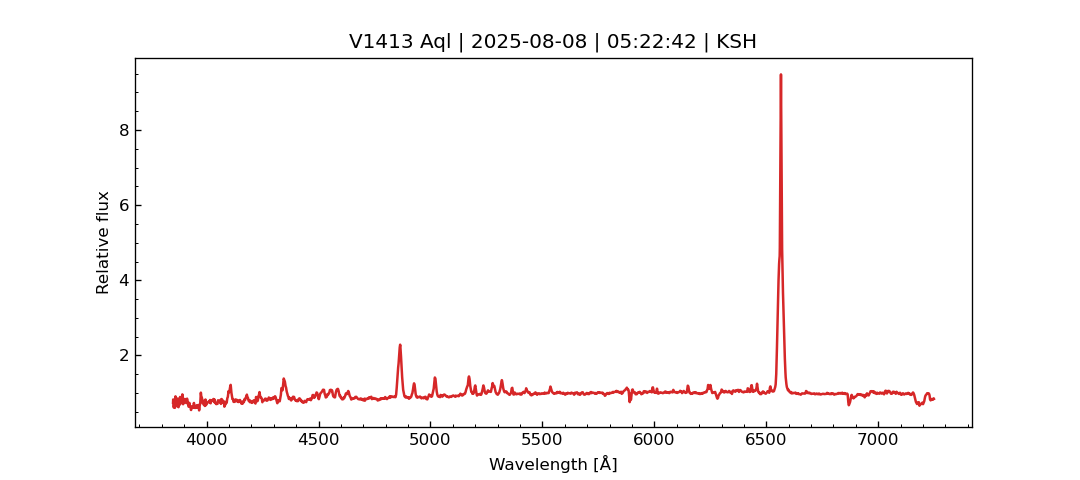 V1413 Aql | 2025-08-08 | 05:22:42 | KSH
Relative flux
8
6
4
2
4000 4500 5000 5500 6000 6500 7000
Wavelength [Å]